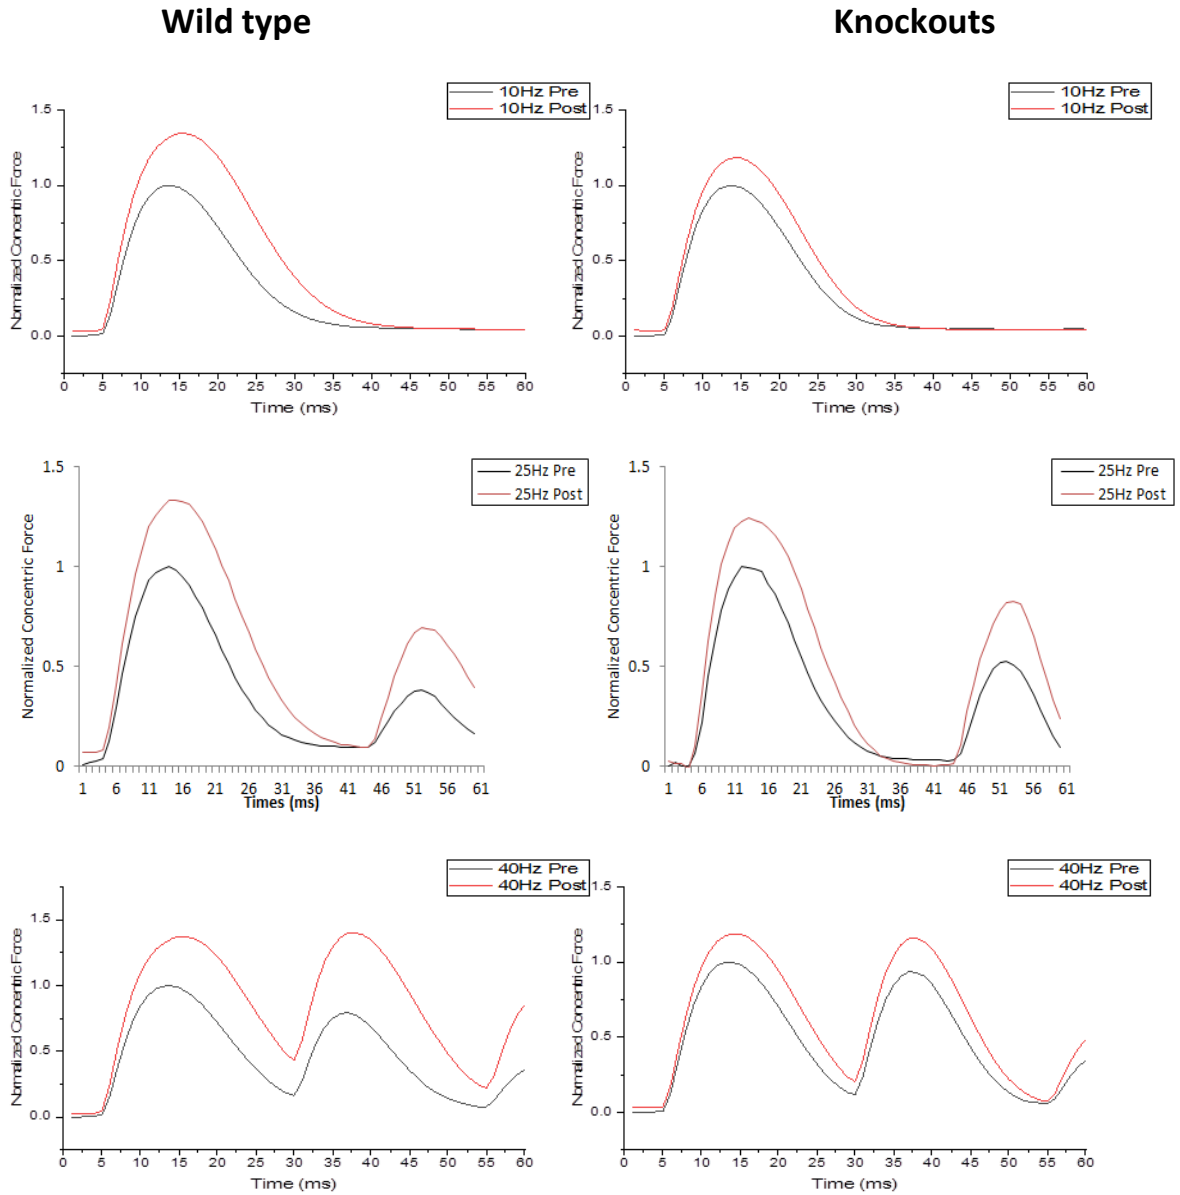 Wild type
Knockouts
10Hz Pre
10Hz Post
1.5
1.0
0.5
0.0
Normalized Concentric Force
0 5 10 15 20 25 30 35 40 45 50 55 60
Time (ms)
10Hz Pre
10Hz Post
1.5
1.0
0.5
0.0
Normalized Concentric Force
0 5 10 15 20 25 30 35 40 45 50 55 60
Time (ms)
25Hz Pre
25Hz Post
1.5
1
0.5
0
Normalized Concentric Force
1 6 11 16 21 26 31 36 41 46 51 56 61
Times (ms)
25Hz Pre
25Hz Post
1.5
1
0.5
0
Normalized Concentric Force
1 6 11 16 21 26 31 36 41 46 51 56 61
Times (ms)
40Hz Pre
40Hz Post
1.5
1.0
0.5
0.0
Normalized Concentric Force
0 5 10 15 20 25 30 35 40 45 50 55 60
Time (ms)
40Hz Pre
40Hz Post
1.5
1.0
0.5
0.0
Normalized Concentric Force
0 5 10 15 20 25 30 35 40 45 50 55 60
Time (ms)